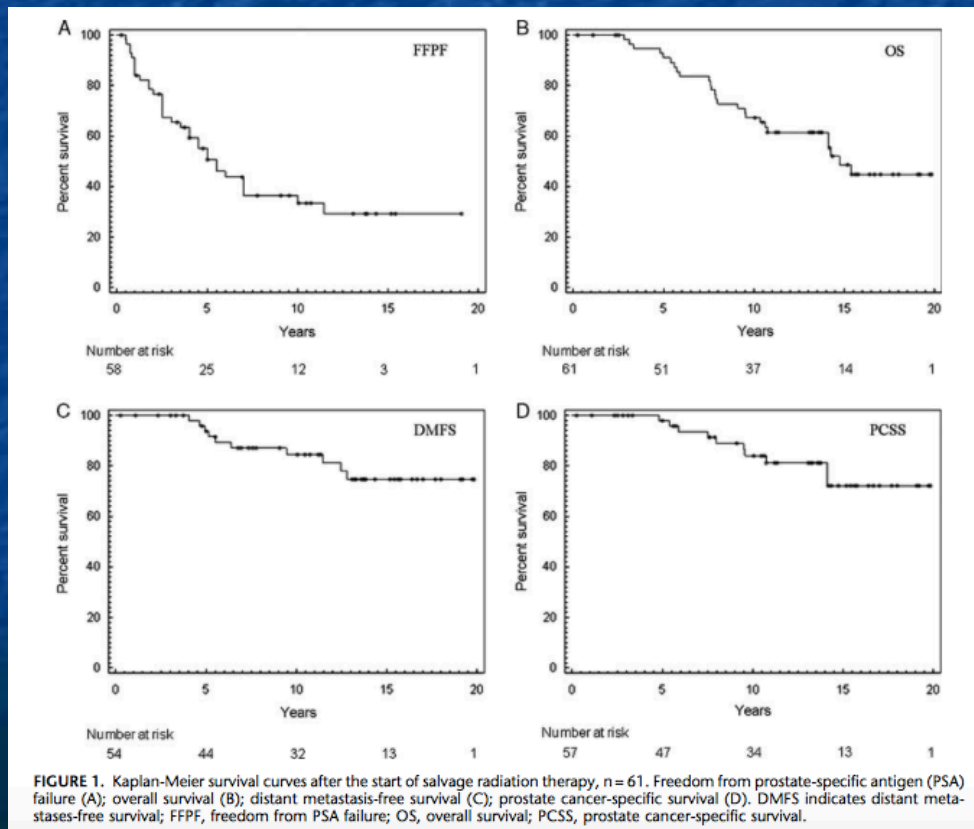 A
FFPF
100
80
60
40
20
0
Percent survival
0 5 10 15 20
Years
Number at risk
58 25 12 3 1
B
OS
100
80
60
40
20
0
Percent survival
0 5 10 15 20
Years
Number at risk
61 51 37 14 1
C
DMFS
100
80
60
40
20
0
Percent survival
0 5 10 15 20
Years
Number at risk
54 44 32 13 1
D
PCSS
100
80
60
40
20
0
Percent survival
0 5 10 15 20
Years
Number at risk
57 47 34 13 1
FIGURE 1. Kaplan-Meier survival curves after the start of salvage radiation therapy, n = 61. Freedom from prostate-specific antigen (PSA)
failure (A); overall survival (B); distant metastasis-free survival (C); prostate cancer-specific survival (D). DMFS indicates distant meta-
stases-free survival; FFPF, freedom from PSA failure; OS, overall survival; PCSS, prostate cancer-specific survival.